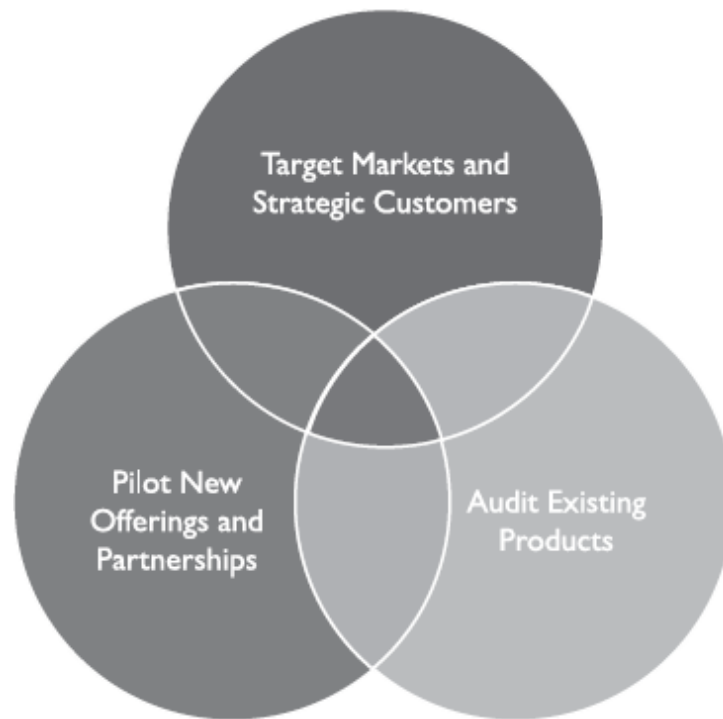 Target Markets and
Strategic Customers
Pilot New
Offerings and
Partnerships
Audit Existing
Products